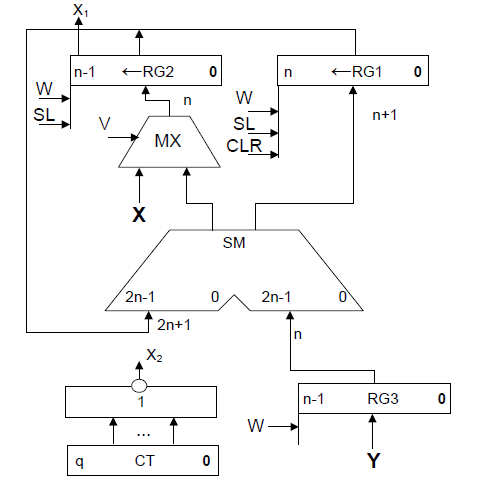 X1
n-1 ←RG2 0
n ←RG1 0
W
SL
n
W
SL
CLR
n+1
V
MX
X
SM
2n-1 0 2n-1 0
2n+1
n
X2
1
...
q CT 0
n-1 RG3 0
W
Y